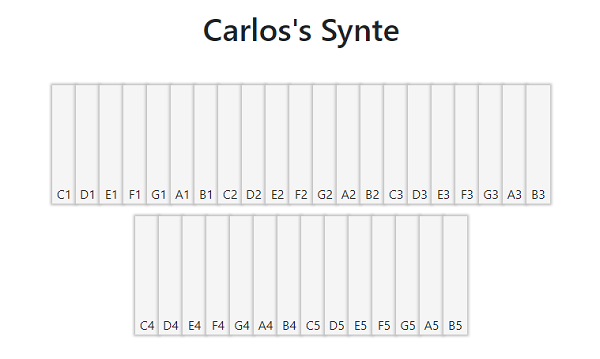 Carlos's Synte
C1 D1 E1 F1 G1 A1 B1 C2 D2 E2 F2 G2 A2 B2 C3 D3 E3 F3 G3 A3 B3
C4 D4 E4 F4 G4 A4 B4 C5 D5 E5 F5 G5 A5 B5